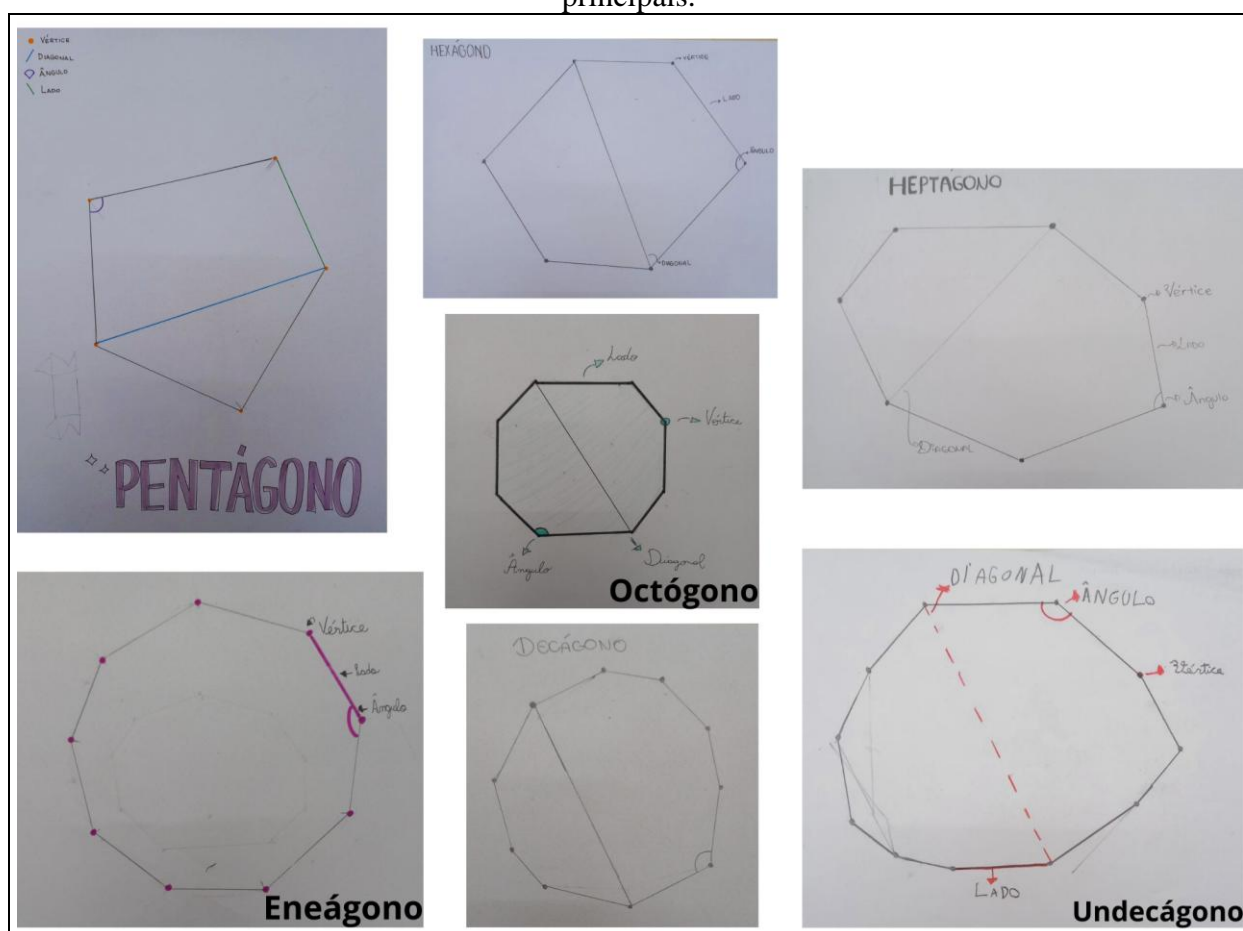 principais.
VÉRTICE
DIAGONAL
ÂNGULO
LADO
PENTÁGONO
HEXÁGONO
VÉRTICE
LADO
ÂNGULO
DIAGONAL
HEPTÁGONO
Vértice
Lado
Ângulo
DIAGONAL
Lado
Vértice
Ângulo
Diagonal
Octógono
Vértice
Lado
Ângulo
Eneágono
DECÁGONO
DIAGONAL
ÂNGULO
Vértice
LADO
Undecágono